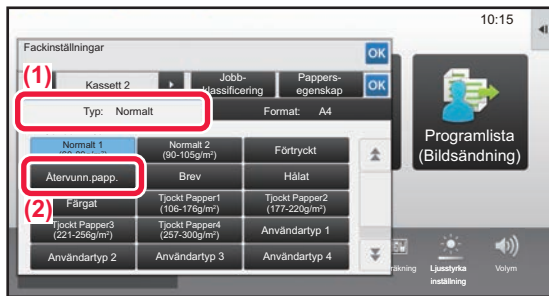 10:15
Fackinställningar
OK
(1)
Kassett 2
Jobb-
klassificering
Pappers-
egenskap
OK
Typ: Normalt
Format: A4
Normalt 1
Normalt 2
(90-105g/m²)
Förtryckt
Återvunn.papp.
Brev
Hålat
(2)
Färgat
Tjockt Papper1
(106-176g/m²)
Tjockt Papper2
(177-220g/m²)
Tjockt Papper3
(221-256g/m²)
Tjockt Papper4
(257-300g/m²)
Användartyp 1
Användartyp 2
Användartyp 3
Användartyp 4
Programlista
(Bildsändning)
Ljusstyrka
inställning
Volym